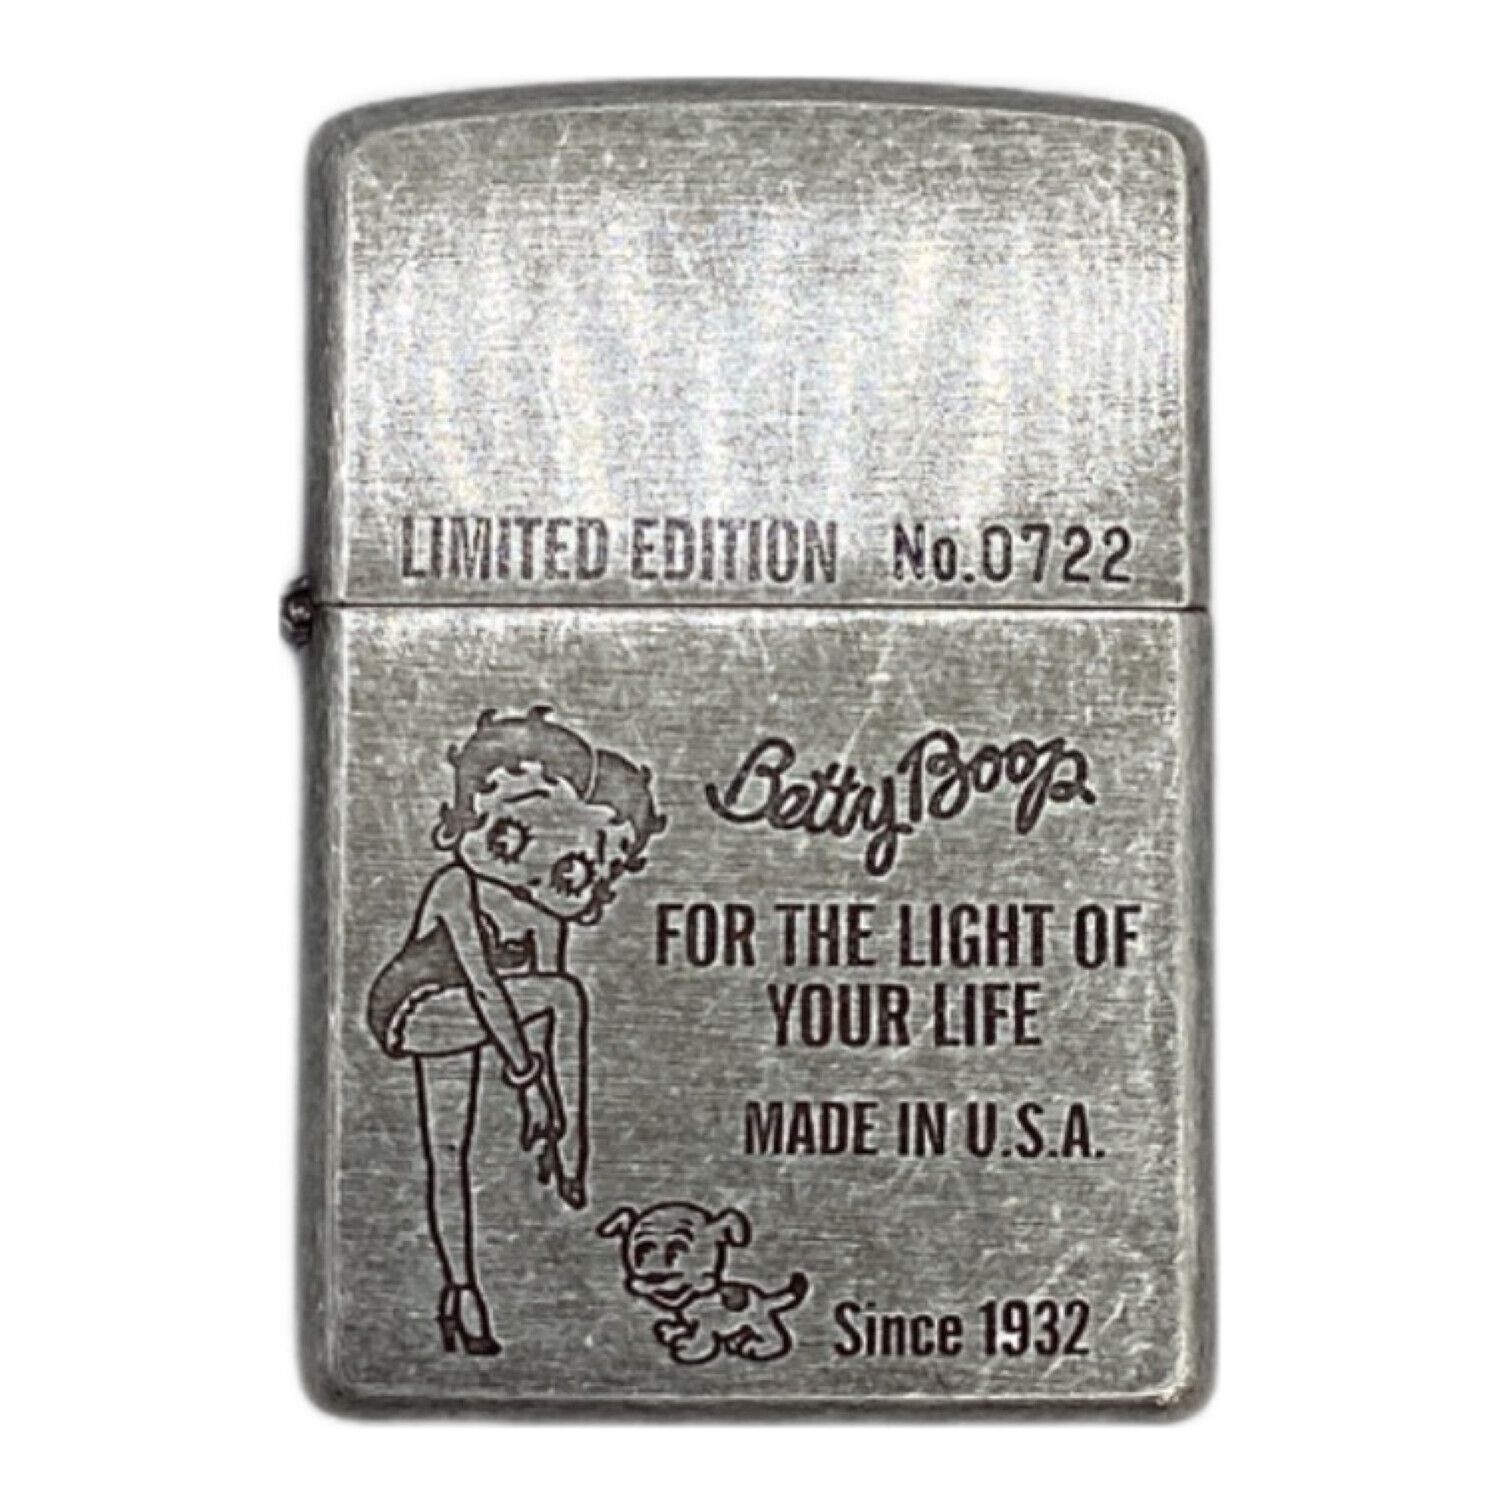 LIMITED EDITION No.0722
Betty Boop
FOR THE LIGHT OF
YOUR LIFE
MADE IN U.S.A.
Since 1932